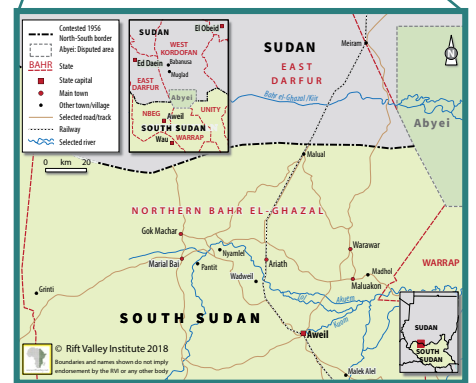 Contested 1956
North-South border
Abyei: Disputed area
BAHR State
State capital
Main town
Other town/village
Selected road/track
Railway
Selected river
0 km 20
SUDAN
El Obeid
WEST
KORDOFAN
Ed Daein
Babanusa
Muglad
EAST
DARFUR
Abyei
UNITY
NBEG
Aweil
SOUTH SUDAN
Wau
WARRAP
SUDAN
Meiram
N
EAST
DARFUR
Bahr el-Ghazal /Kiir
Abyei
Malual
NORTHERN BAHR EL-GHAZAL
Gok Machar
Nyamlel
Warawar
Marial Bai
Pantit
Ariath
WARRAP
Wadweil
Madhol
Maluakon
Grinti
Lol
Akuem
SOUTH SUDAN
Aweil
Malek Alel
SUDAN
SOUTH
SUDAN
© Rift Valley Institute 2018
Boundaries and names shown do not imply
endorsement by the RVI or any other body